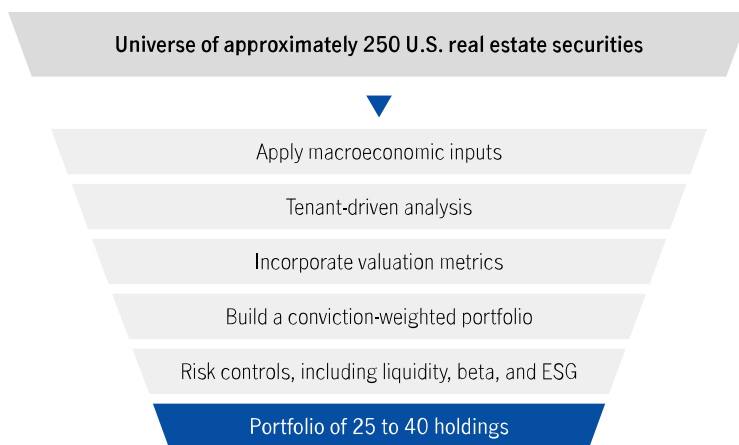 Universe of approximately 250 U.S. real estate securities
Apply macroeconomic inputs
Tenant-driven analysis
Incorporate valuation metrics
Build a conviction-weighted portfolio
Risk controls, including liquidity, beta, and ESG
Portfolio of 25 to 40 holdings